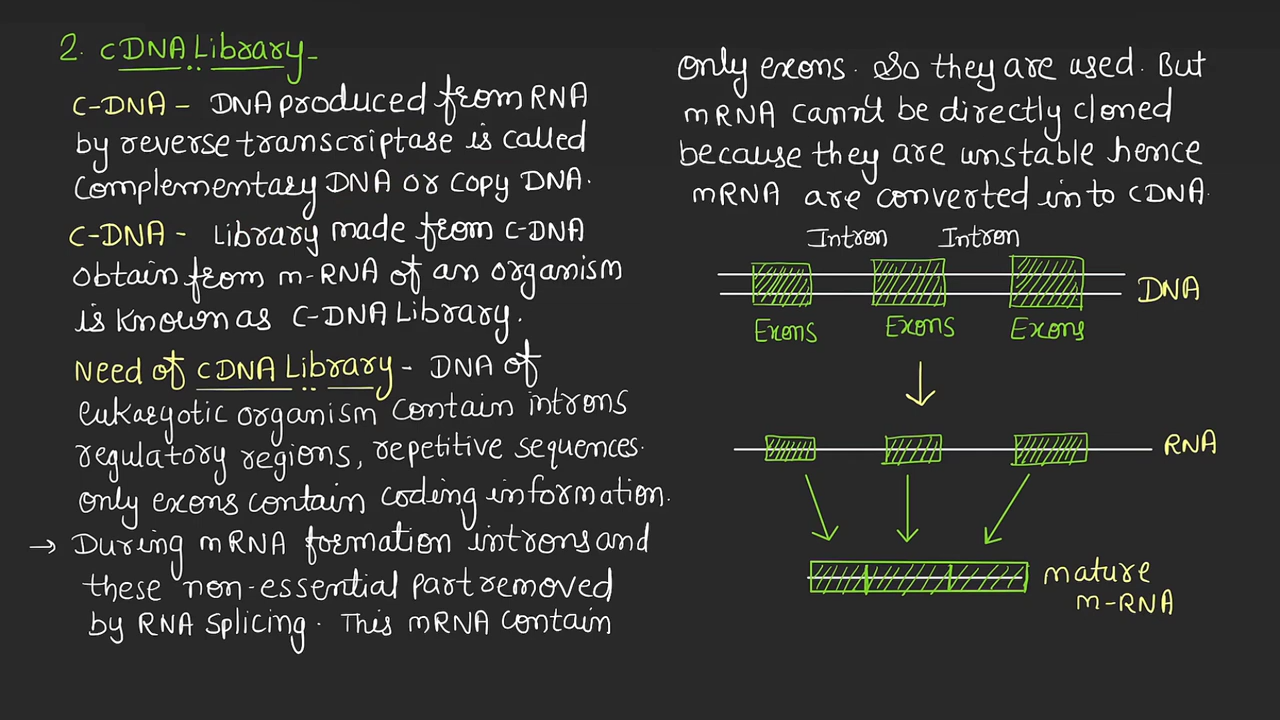 2. cDNA Library-
C-DNA - DNA produced from RNA
by reverse transcriptase is called
complementary DNA or copy DNA.
C-DNA - Library made from C-DNA
obtain from m-RNA of an organism
is known as C-DNA Library.
Need of cDNA Library - DNA of
eukaryotic organism contain introns
regulatory regions, repetitive sequences.
only exons contain coding information.
→ During mRNA formation introns and
these non-essential part removed
by RNA Splicing. This mRNA contain
only exons. So they are used. But
mRNA cann't be directly cloned
because they are unstable hence
mRNA are converted in to cDNA.
Intron Intron
DNA
Exons Exons Exons
RNA
mature
m-RNA